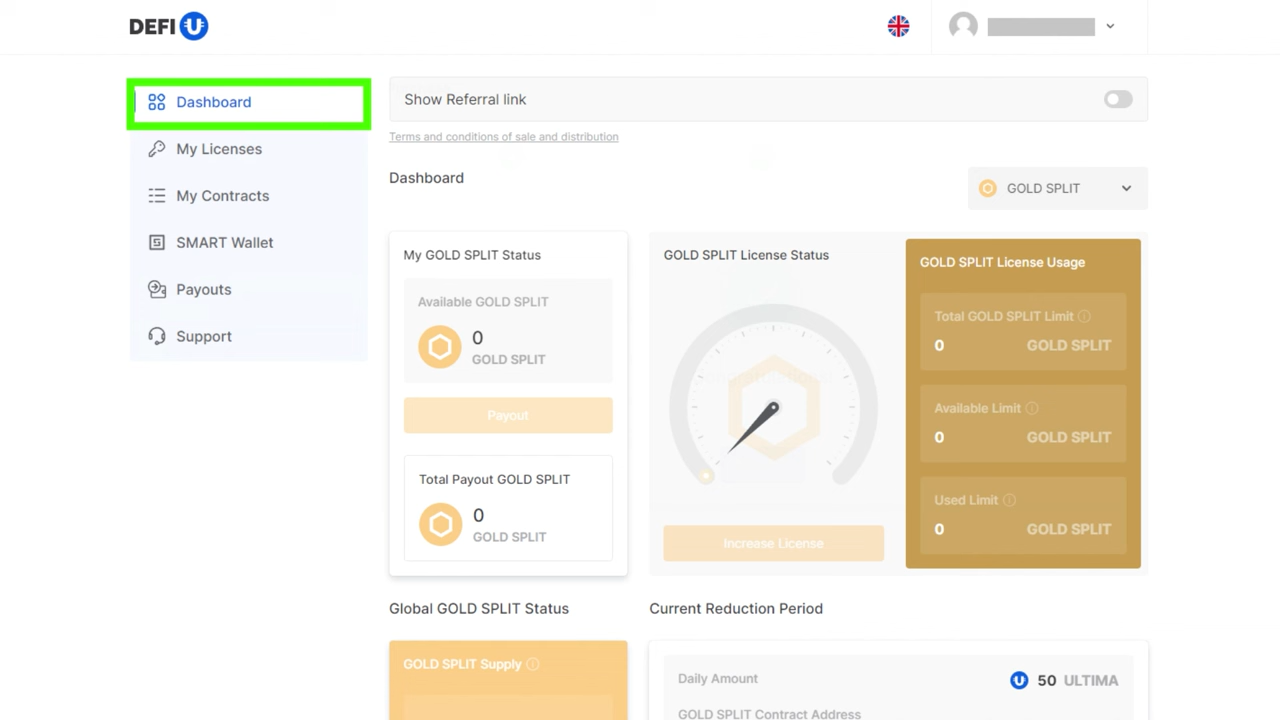 DEFI
Dashboard
My Licenses
My Contracts
SMART Wallet
Payouts
Support
Show Referral link
Terms and conditions of sale and distribution
Dashboard
GOLD SPLIT
My GOLD SPLIT Status
Available GOLD SPLIT
0
GOLD SPLIT
Payout
Total Payout GOLD SPLIT
0
GOLD SPLIT
GOLD SPLIT License Status
Increase License
GOLD SPLIT License Usage
Total GOLD SPLIT Limit
0 GOLD SPLIT
Available Limit
0 GOLD SPLIT
Used Limit
0 GOLD SPLIT
Global GOLD SPLIT Status
GOLD SPLIT Supply
Current Reduction Period
Daily Amount 50 ULTIMA
GOLD SPLIT Contract Address